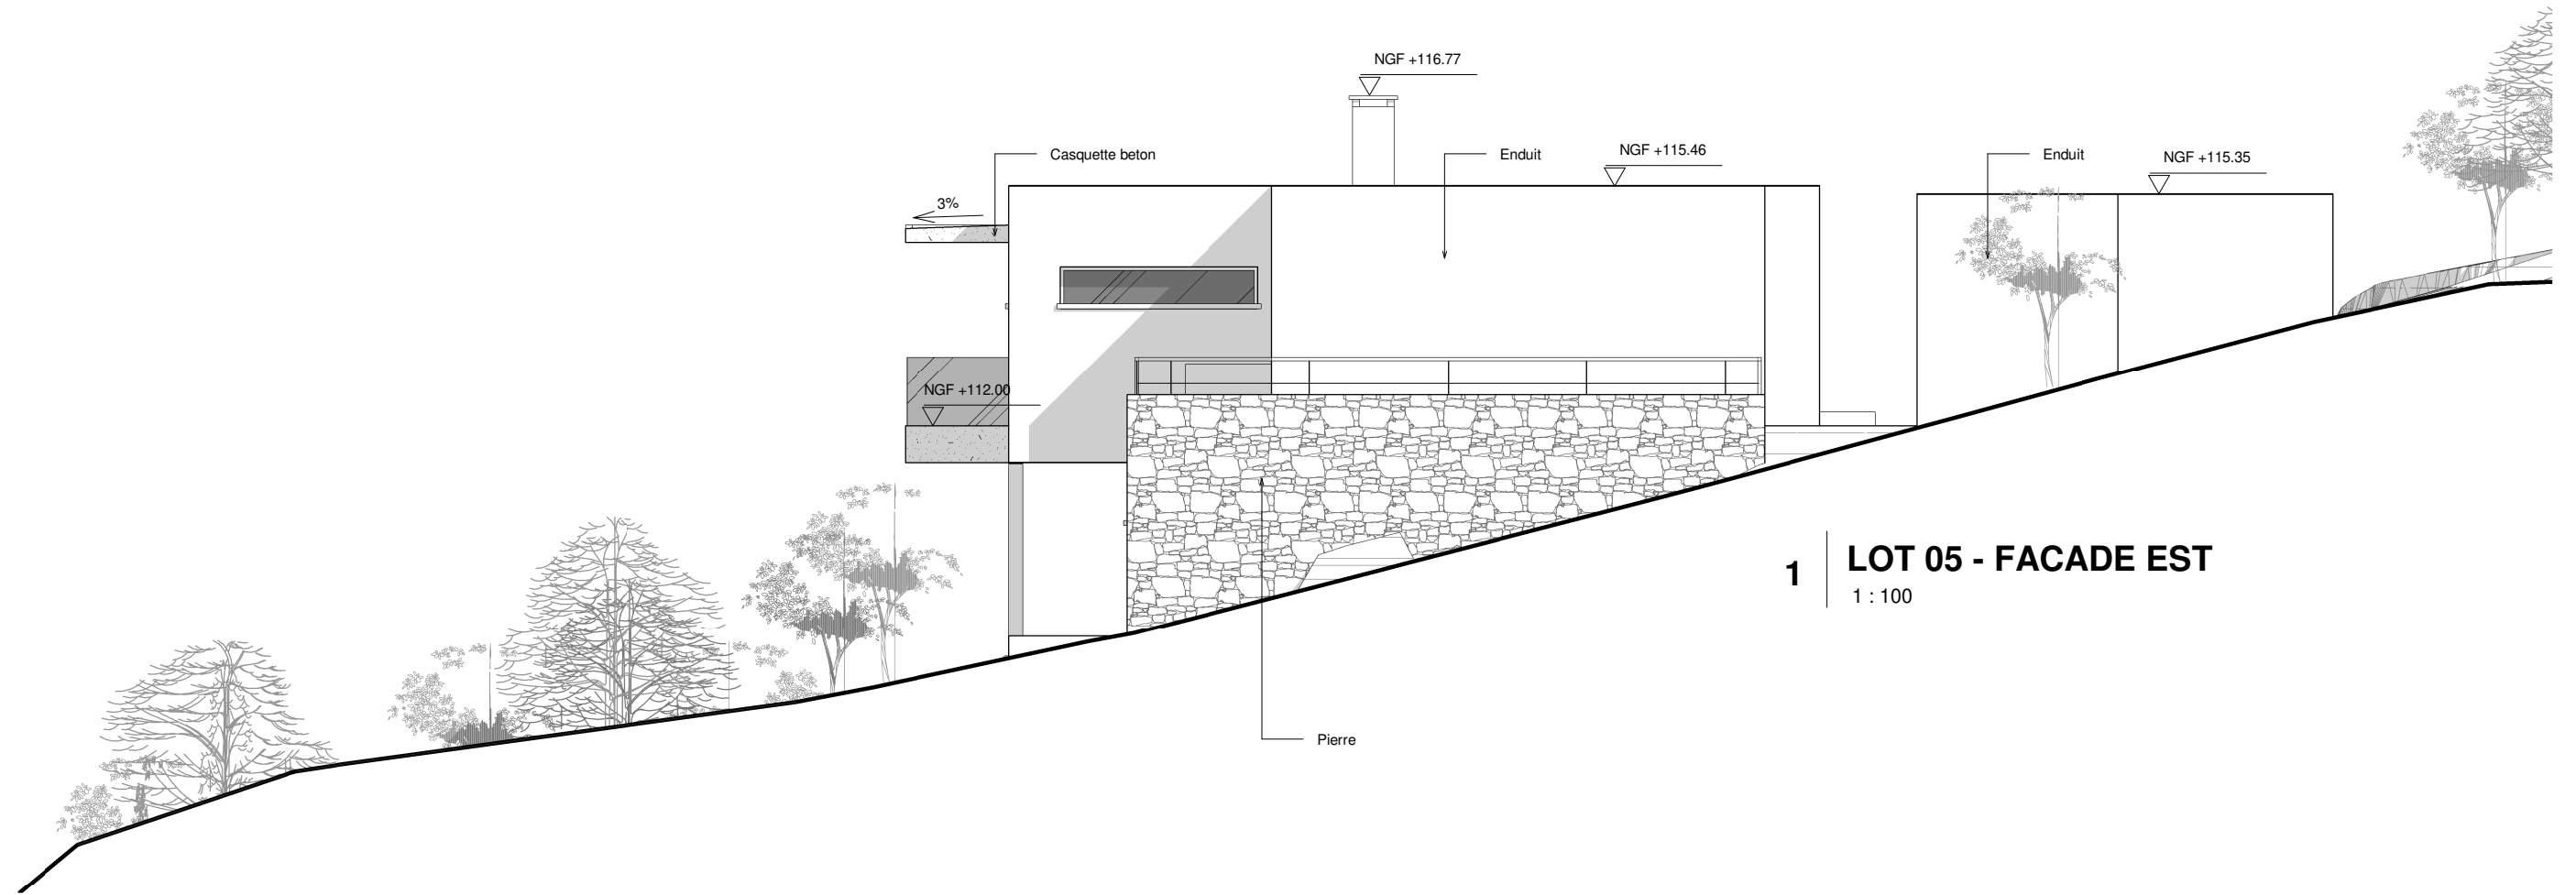 NGF +116.77
Casquette beton
Enduit
NGF +115.46
Enduit
NGF +115.35
3%
NGF +112.00
1
LOT 05 - FACADE EST
1 : 100
Pierre